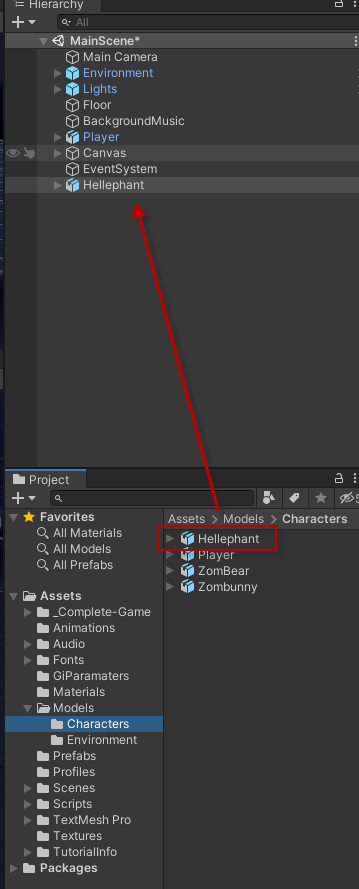 Hierarchy
All
MainScene*
Main Camera
Environment
Lights
Floor
BackgroundMusic
Player
Canvas
EventSystem
Hellephant
Project
5
Favorites
All Materials
All Models
All Prefabs
Assets
_Complete-Game
Animations
Audio
Fonts
GiParamaters
Materials
Models
Characters
Environment
Prefabs
Profiles
Scenes
Scripts
TextMesh Pro
Textures
TutorialInfo
Packages
Assets > Models > Characters
Hellephant
Player
ZomBear
Zombunny